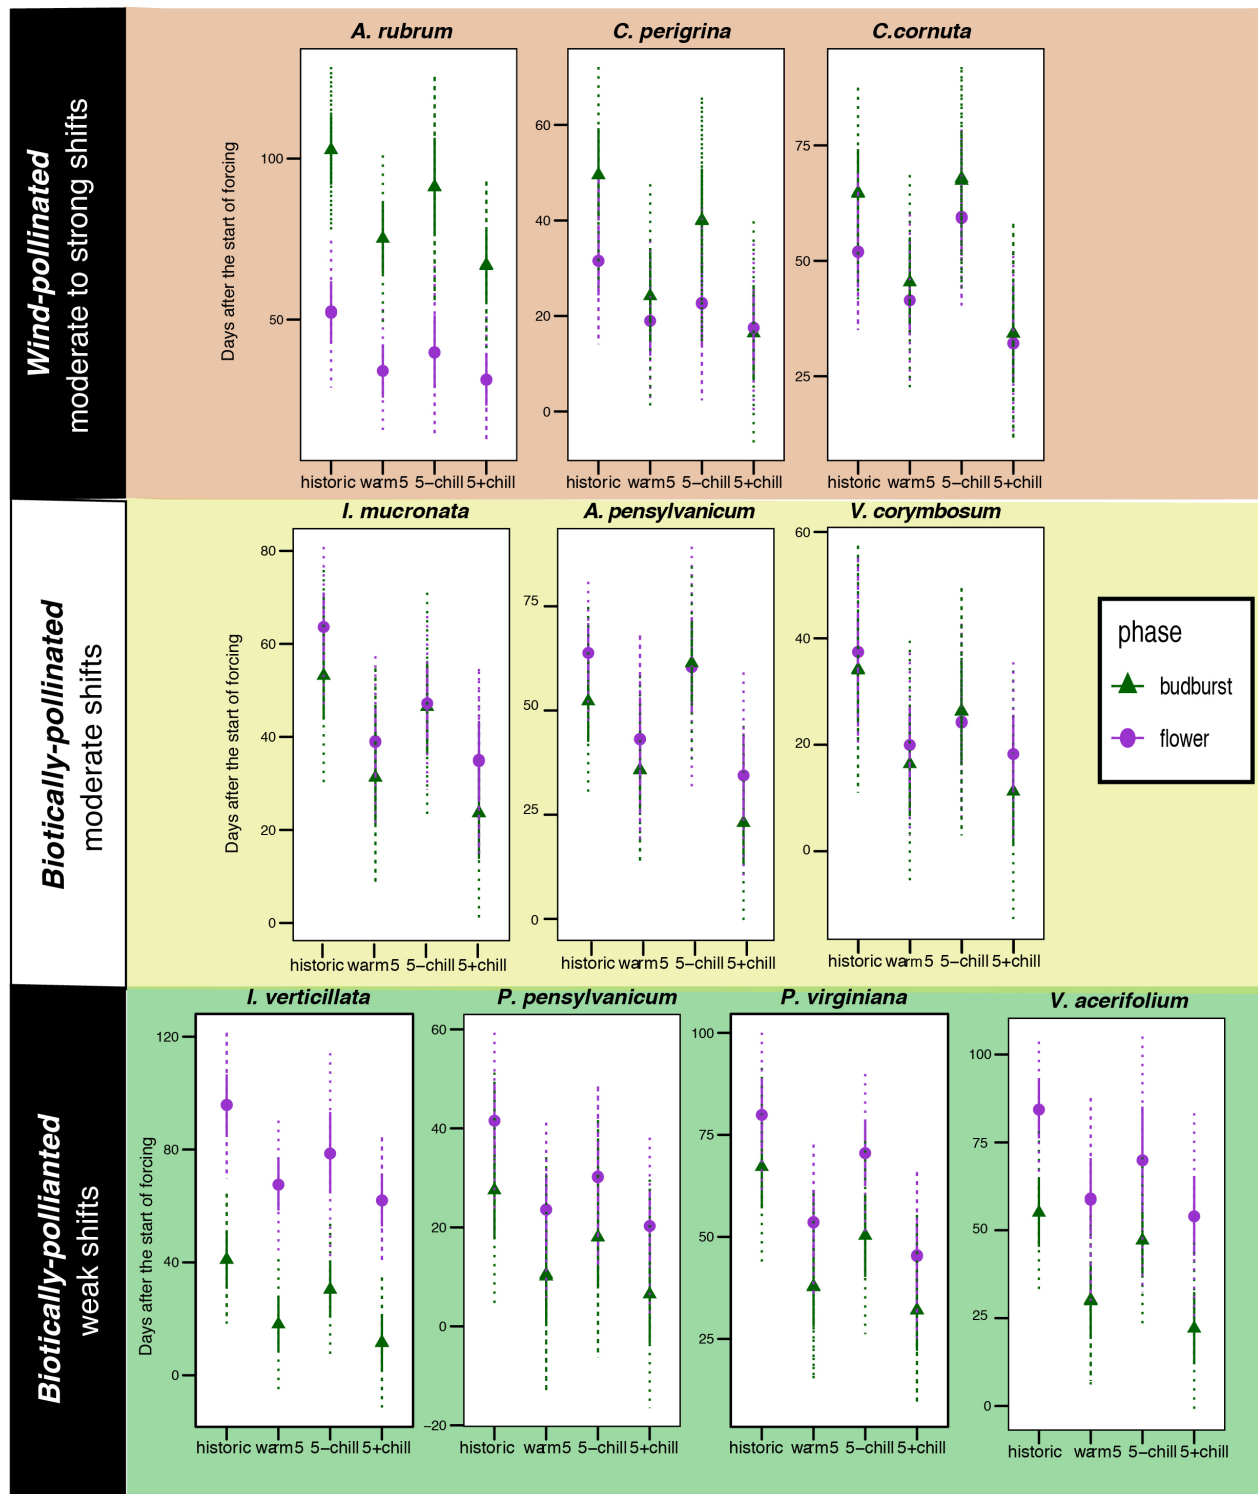 Wind-pollinated
moderate to strong shifts
A. rubrum
C. perigrina
C.cornuta
Days after the start of forcing
100
50
60
40
20
0
75
50
25
historic warm5 5−chill 5+chill
historic warm5 5−chill 5+chill
historic warm5 5−chill 5+chill
Biotically-pollinated
moderate shifts
I. mucronata
A. pensylvanicum
V. corymbosum
Days after the start of forcing
80
60
40
20
0
75
50
25
0
60
40
20
0
historic warm5 5−chill 5+chill
historic warm5 5−chill 5+chill
historic warm5 5−chill 5+chill
phase
budburst
flower
Biotically-pollianted
weak shifts
I. verticillata
P. pensylvanicum
P. virginiana
V. acerifolium
Days after the start of forcing
120
80
40
0
60
40
20
0
−20
100
75
50
25
100
75
50
25
0
historic warm5 5−chill 5+chill
historic warm5 5−chill 5+chill
historic warm5 5−chill 5+chill
historic warm5 5−chill 5+chill